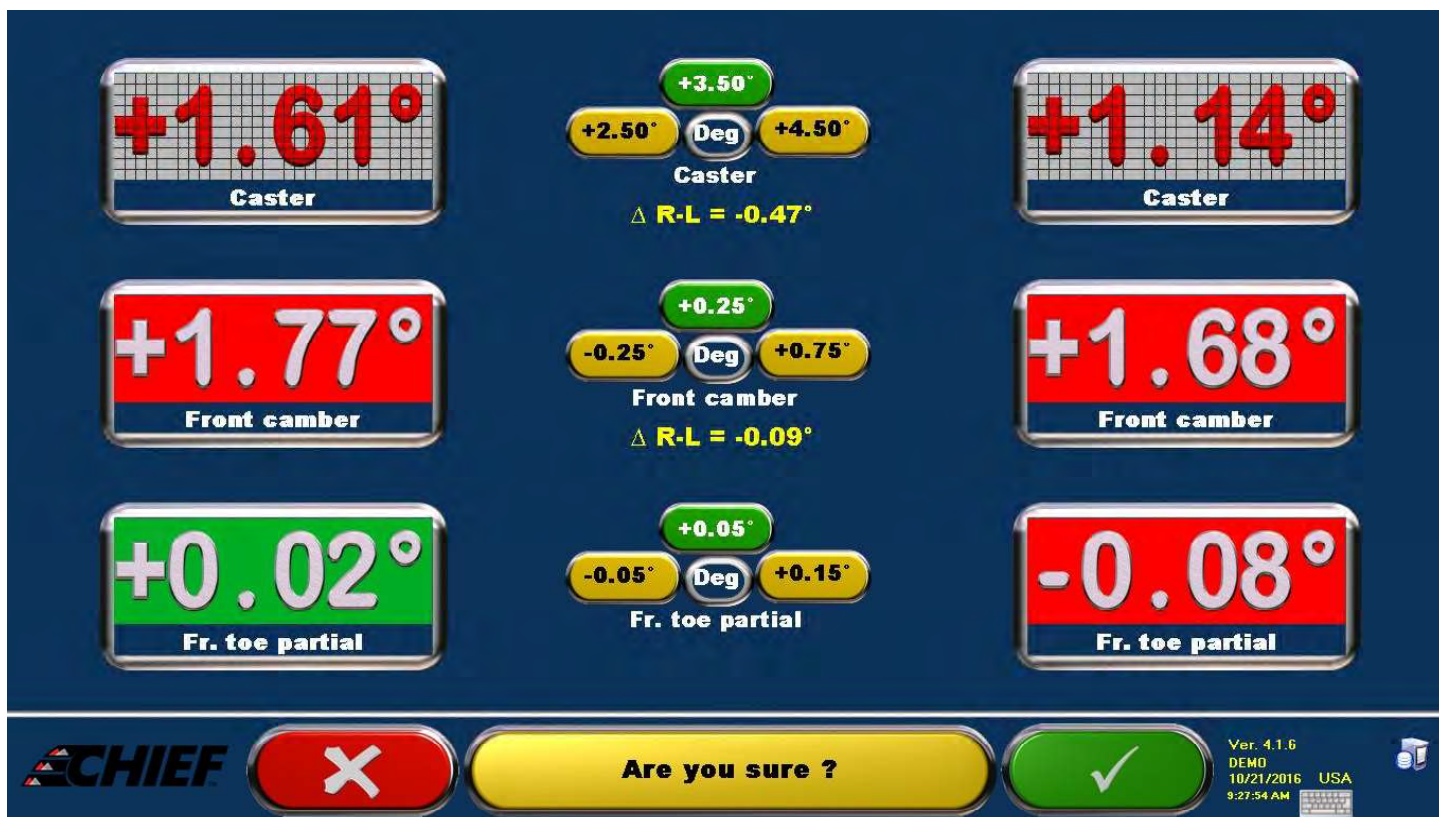 +1.61°
Caster
+3.50°
+2.50°
Deg
+4.50°
Caster
Δ R-L = -0.47°
+1.14°
Caster
+1.77°
Front camber
+0.25°
-0.25°
Deg
+0.75°
Front camber
Δ R-L = -0.09°
+1.68°
Front camber
+0.02°
Fr. toe partial
+0.05°
-0.05°
Deg
+0.15°
Fr. toe partial
-0.08°
Fr. toe partial
CHIEF
Are you sure ?
Ver. 4.1.6
DEMO
10/21/2016 USA
9:27:54 AM